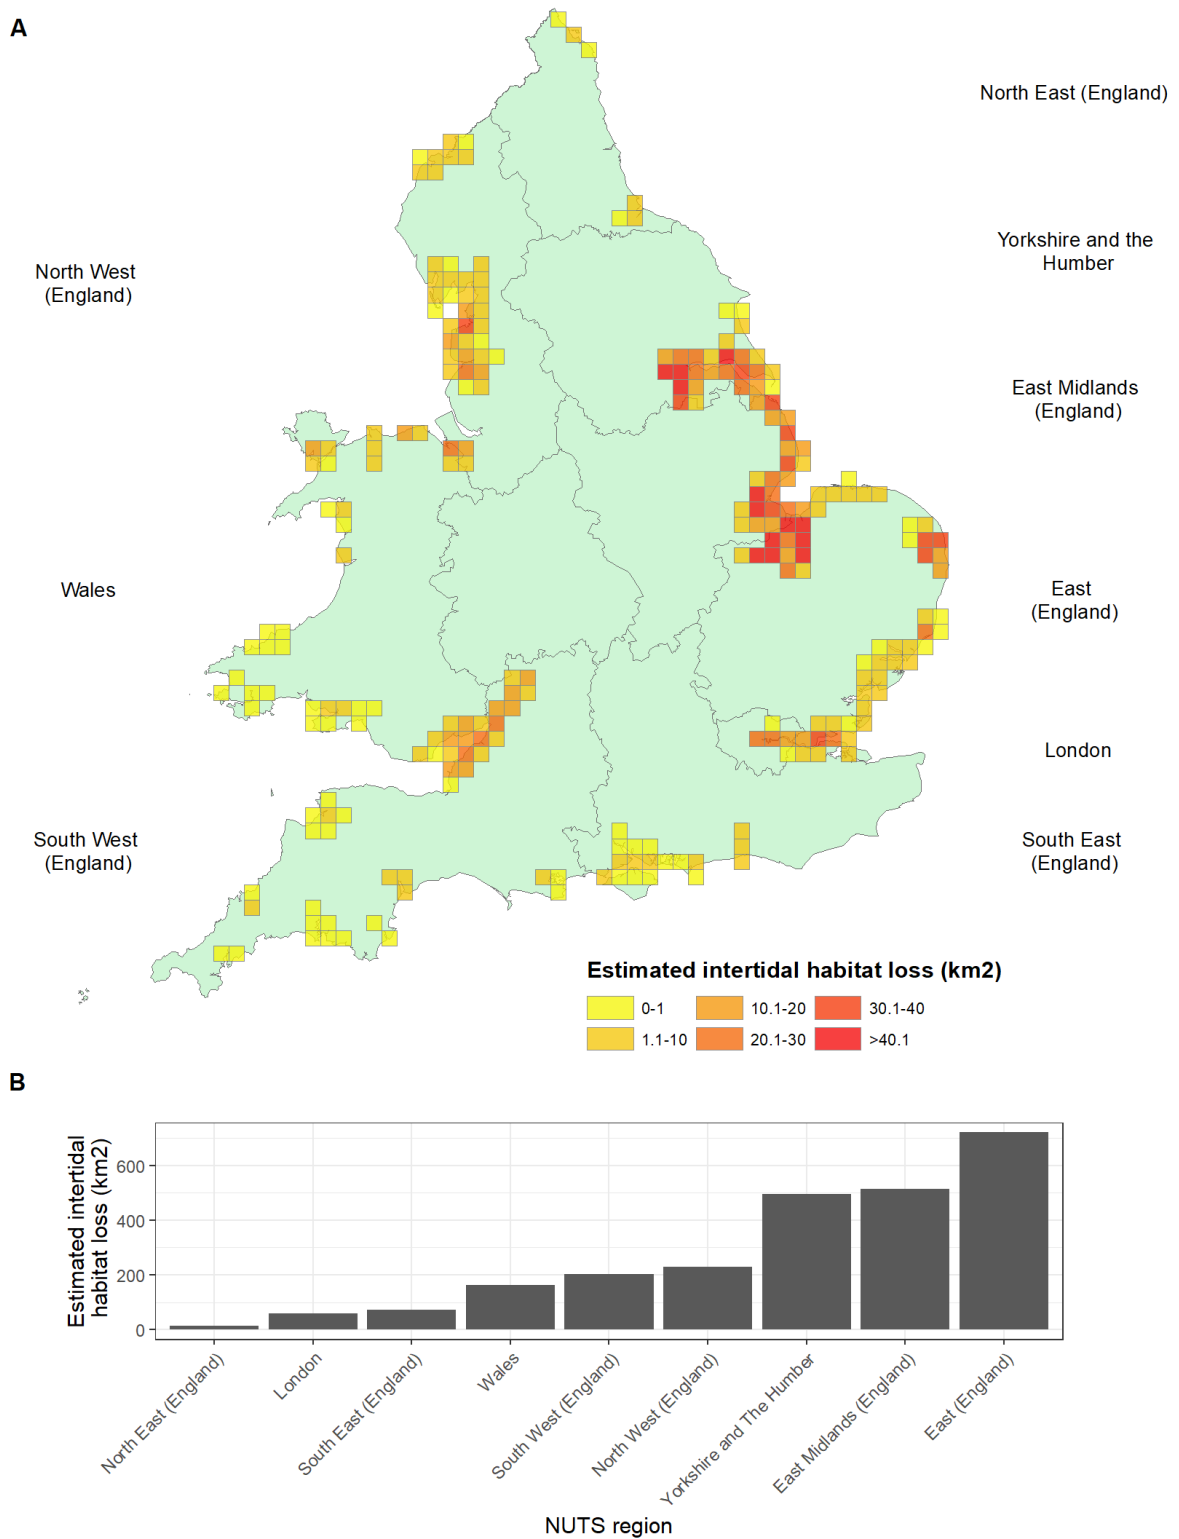 A
North East (England)
Yorkshire and the
Humber
North West
(England)
East Midlands
(England)
Wales
East
(England)
London
South West
(England)
South East
(England)
Estimated intertidal habitat loss (km2)
0-1
10.1-20
30.1-40
1.1-10
20.1-30
>40.1
B
Estimated intertidal
habitat loss (km2)
600
400
200
0
North East (England)
London
South East (England)
Wales
South West (England)
North West (England)
Yorkshire and The Humber
East Midlands (England)
East (England)
NUTS region